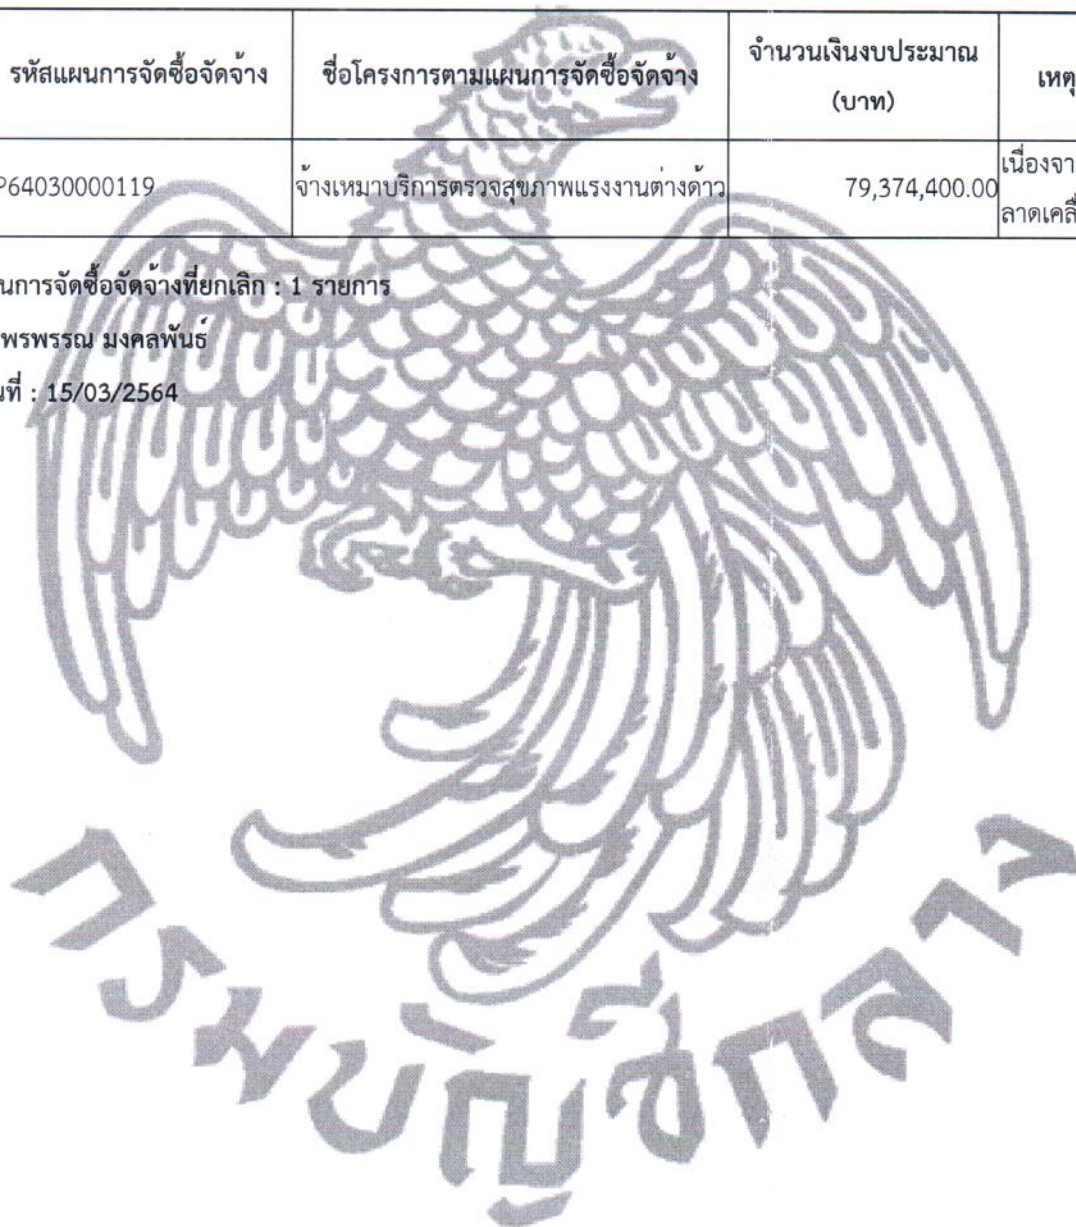 รหัสแผนการจัดซื้อจัดจ้าง
ชื่อโครงการตามแผนการจัดซื้อจัดจ้าง
จำนวนเงินงบประมาณ
(บาท)
เหตุ
P64030000119
จ้างเหมาบริการตรวจสุขภาพแรงงานต่างด้าว
79,374,400.00
เนื่องจา
ลาดเคลื่
นการจัดซื้อจัดจ้างที่ยกเลิก : 1 รายการ
พรพรรณ มงคลพันธ์
นที่ : 15/03/2564
กรมบัญชีกลาง